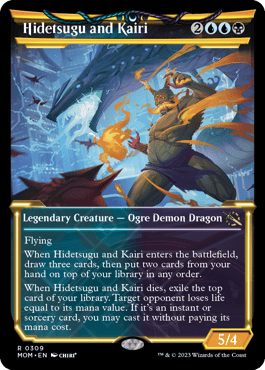 Hidetsugu and Kairi 2
Legendary Creature — Ogre Demon Dragon
Flying
When Hidetsugu and Kairi enters the battlefield,
draw three cards, then put two cards from your
hand on top of your library in any order.
When Hidetsugu and Kairi dies, exile the top
card of your library. Target opponent loses life
equal to its mana value. If it's an instant or
sorcery card, you may cast it without paying its
mana cost.
5/4
R 0309
MOM • EN CHIRI ™ & © 2023 Wizards of the Coast